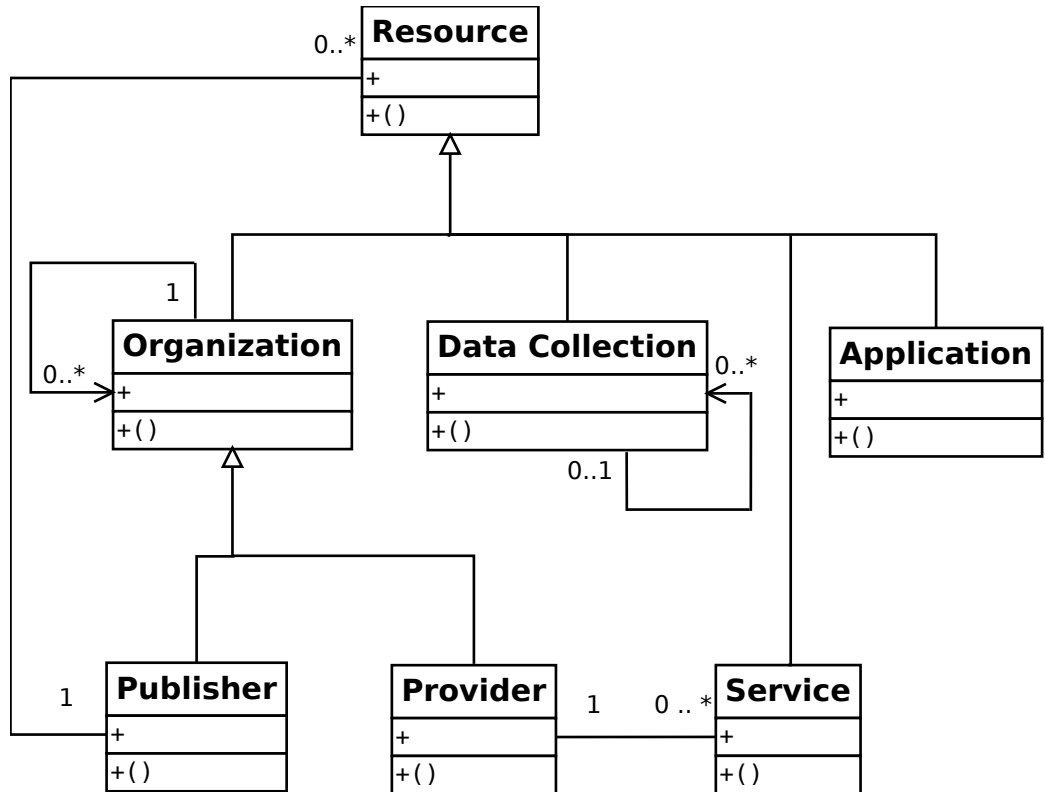 Resource
0..*
+
+()
1
Organization
0..*
+
+()
Data Collection
0..*
+
+()
0..1
Application
+
+()
Publisher
1
+
+()
Provider
+
+()
1
0 .. *
Service
+
+()